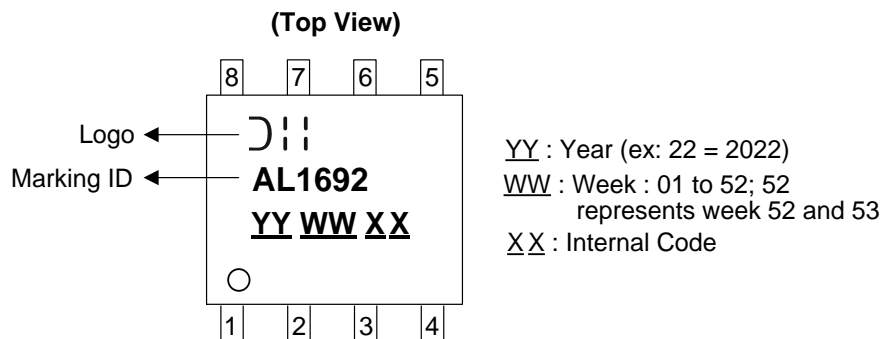 (Top View)
8 7 6 5
Logo
Marking ID
AL1692
YY WW X X
1 2 3 4
YY : Year (ex: 22 = 2022)
WW : Week : 01 to 52; 52
represents week 52 and 53
X X : Internal Code